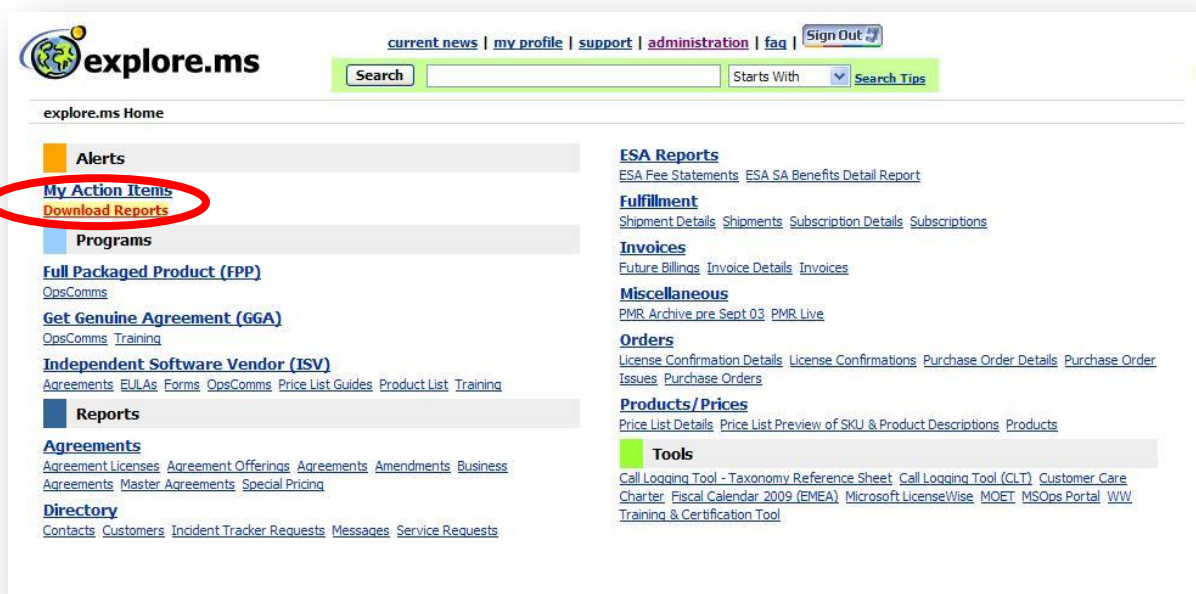 explore.ms
current news | my profile | support | administration | faq | Sign Out
Search Starts With Search Tips
explore.ms Home
Alerts
My Action Items
Download Reports
Programs
Full Packaged Product (FPP)
OpsComms
Get Genuine Agreement (GGA)
OpsComms Training
Independent Software Vendor (ISV)
Agreements EULAs Forms OpsComms Price List Guides Product List Training
Reports
Agreements
Agreement Licenses Agreement Offerings Agreements Amendments Business
Agreements Master Agreements Special Pricing
Directory
Contacts Customers Incident Tracker Requests Messages Service Requests
ESA Reports
ESA Fee Statements ESA SA Benefits Detail Report
Fulfillment
Shipment Details Shipments Subscription Details Subscriptions
Invoices
Future Billings Invoice Details Invoices
Miscellaneous
PMR Archive pre Sept 03 PMR Live
Orders
License Confirmation Details License Confirmations Purchase Order Details Purchase Order
Issues Purchase Orders
Products/Prices
Price List Details Price List Preview of SKU & Product Descriptions Products
Tools
Call Logging Tool - Taxonomy Reference Sheet Call Logging Tool (CLT) Customer Care
Charter Fiscal Calendar 2009 (EMEA) Microsoft LicenseWise MOET MSOps Portal WW
Training & Certification Tool